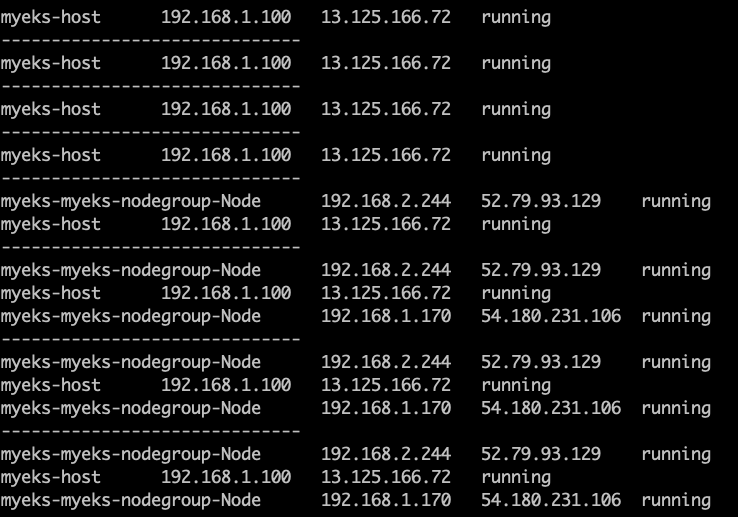 myeks-host      192.168.1.100   13.125.166.72   running
------------------------------
myeks-host      192.168.1.100   13.125.166.72   running
------------------------------
myeks-host      192.168.1.100   13.125.166.72   running
------------------------------
myeks-host      192.168.1.100   13.125.166.72   running
------------------------------
myeks-myeks-nodegroup-Node      192.168.2.244   52.79.93.129    running
myeks-host      192.168.1.100   13.125.166.72   running
------------------------------
myeks-myeks-nodegroup-Node      192.168.2.244   52.79.93.129    running
myeks-host      192.168.1.100   13.125.166.72   running
myeks-myeks-nodegroup-Node      192.168.1.170   54.180.231.106  running
------------------------------
myeks-myeks-nodegroup-Node      192.168.2.244   52.79.93.129    running
myeks-host      192.168.1.100   13.125.166.72   running
myeks-myeks-nodegroup-Node      192.168.1.170   54.180.231.106  running
------------------------------
myeks-myeks-nodegroup-Node      192.168.2.244   52.79.93.129    running
myeks-host      192.168.1.100   13.125.166.72   running
myeks-myeks-nodegroup-Node      192.168.1.170   54.180.231.106  running